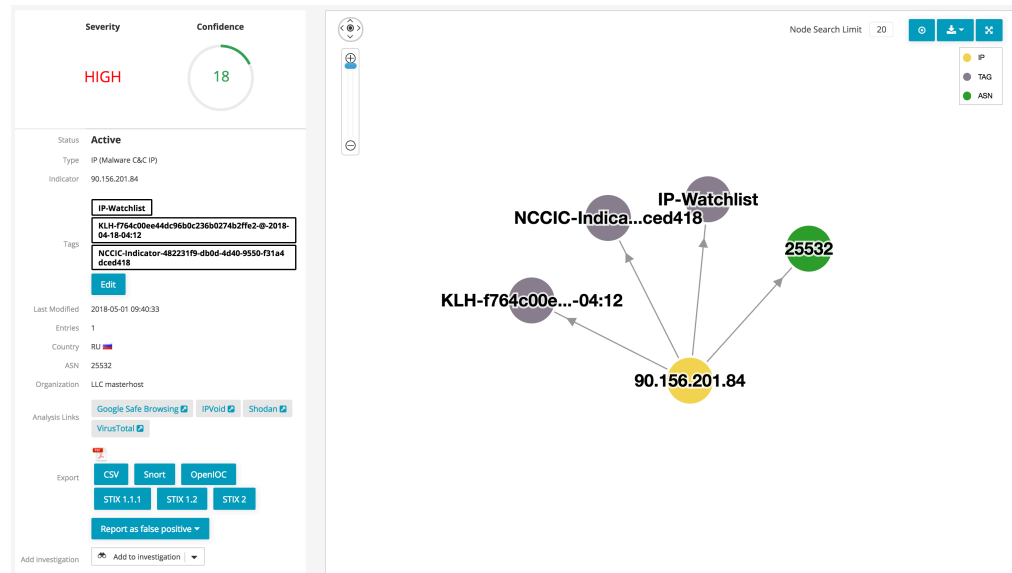 Severity
Confidence
HIGH
18
Status Active
Type IP (Malware C&C IP)
Indicator 90.156.201.84
Tags
IP-Watchlist
KLH-f764c00ee44dc96b0c236b0274b2ffe2-@-2018-
04-18-04:12
NCCIC-Indicator-482231f9-db0d-4d40-9550-f31a4
dced418
Edit
Last Modified 2018-05-01 09:40:33
Entries 1
Country RU
ASN 25532
Organization LLC masterhost
Analysis Links
Google Safe Browsing
IPVoid
Shodan
VirusTotal
Export
CSV
Snort
OpenIOC
STIX 1.1.1
STIX 1.2
STIX 2
Report as false positive
Add investigation
Add to investigation
Node Search Limit 20
IP
TAG
ASN
IP-Watchlist
NCCIC-Indica...ced418
25532
KLH-f764c00e...-04:12
90.156.201.84